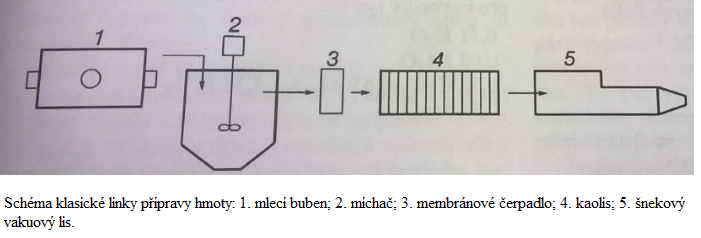 1
2
3
4
5
Schéma klasické linky přípravy hmoty: 1. mlecí buben; 2. míchač; 3. membránové čerpadlo; 4. kaolis; 5. šnekový
vakuový lis.